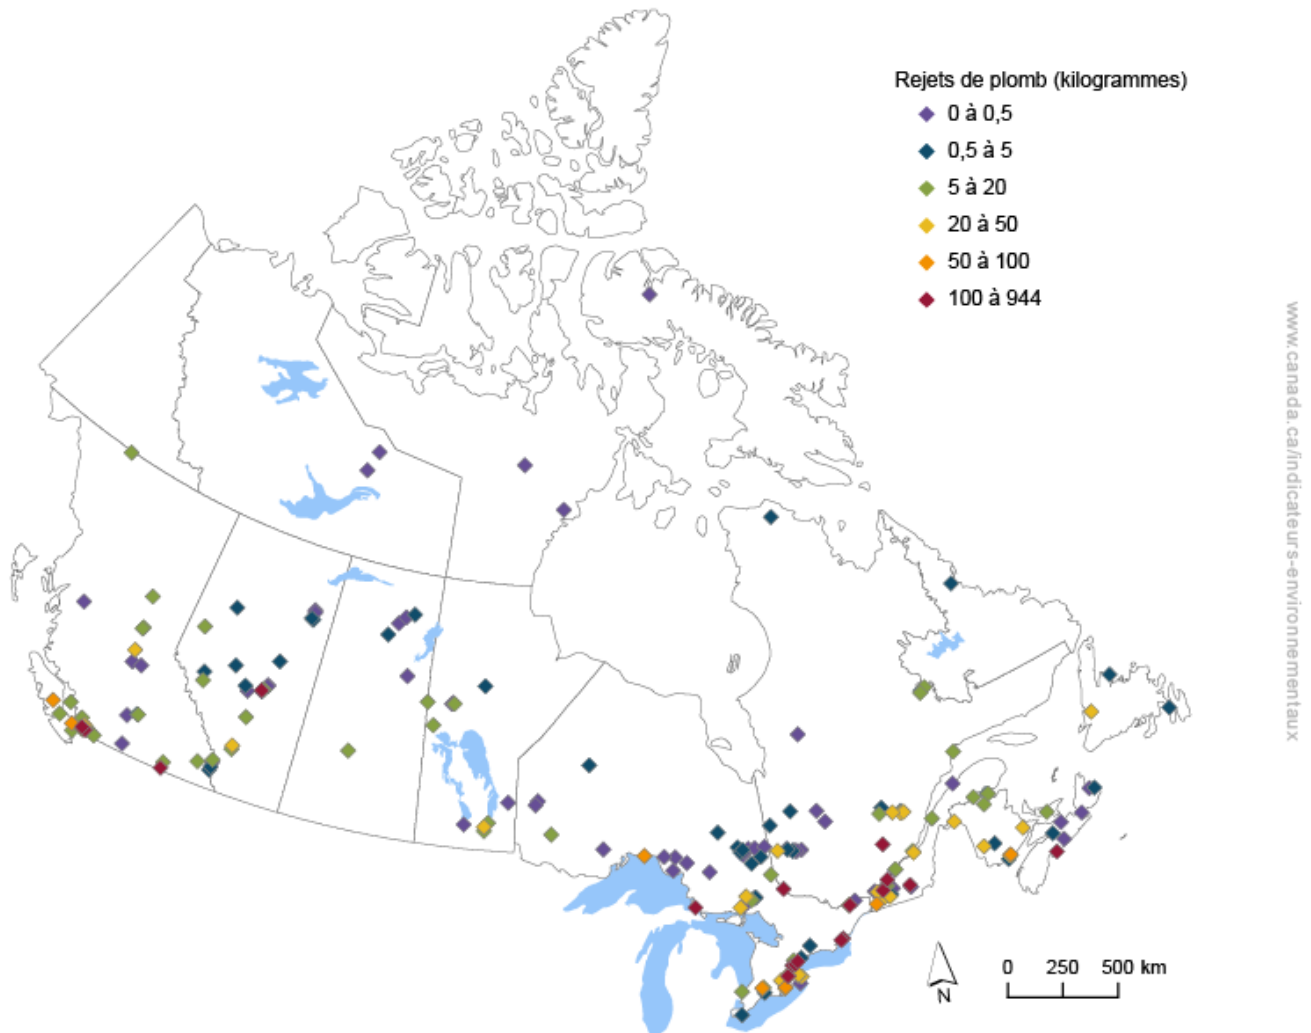 Rejets de plomb (kilogrammes)
0 à 0,5
0,5 à 5
5 à 20
20 à 50
50 à 100
100 à 944
www.canada.ca/indicateurs-environnementaux
N
0 250 500 km